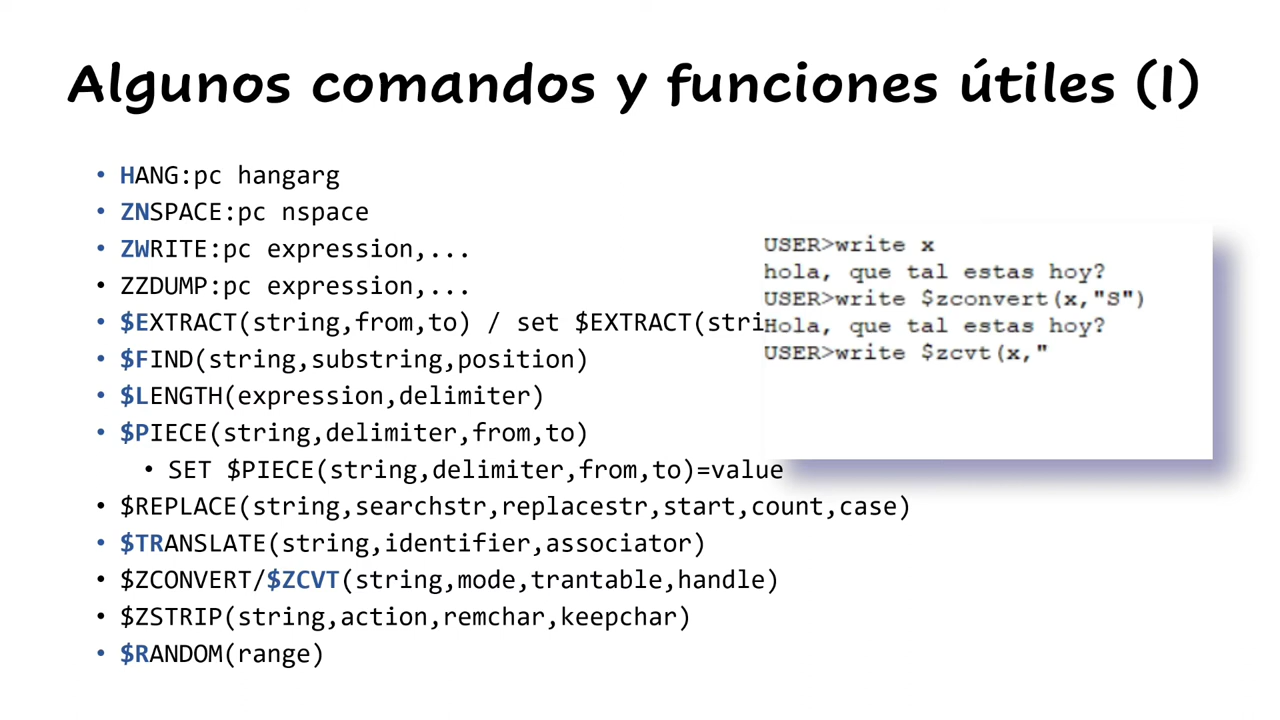 Algunos comandos y funciones útiles (I)
• HANG:pc hangarg
• ZNSPACE:pc nspace
• ZWRITE:pc expression,...
• ZZDUMP:pc expression,...
• $EXTRACT(string,from,to) / set $EXTRACT(stri
• $FIND(string,substring,position)
• $LENGTH(expression,delimiter)
• $PIECE(string,delimiter,from,to)
• SET $PIECE(string,delimiter,from,to)=value
• $REPLACE(string,searchstr,replacestr,start,count,case)
• $TRANSLATE(string,identifier,associator)
• $ZCONVERT/$ZCVT(string,mode,trantable,handle)
• $ZSTRIP(string,action,remchar,keepchar)
• $RANDOM(range)
USER>write x
hola, que tal estas hoy?
USER>write $zconvert(x,"S")
Hola, que tal estas hoy?
USER>write $zcvt(x,"